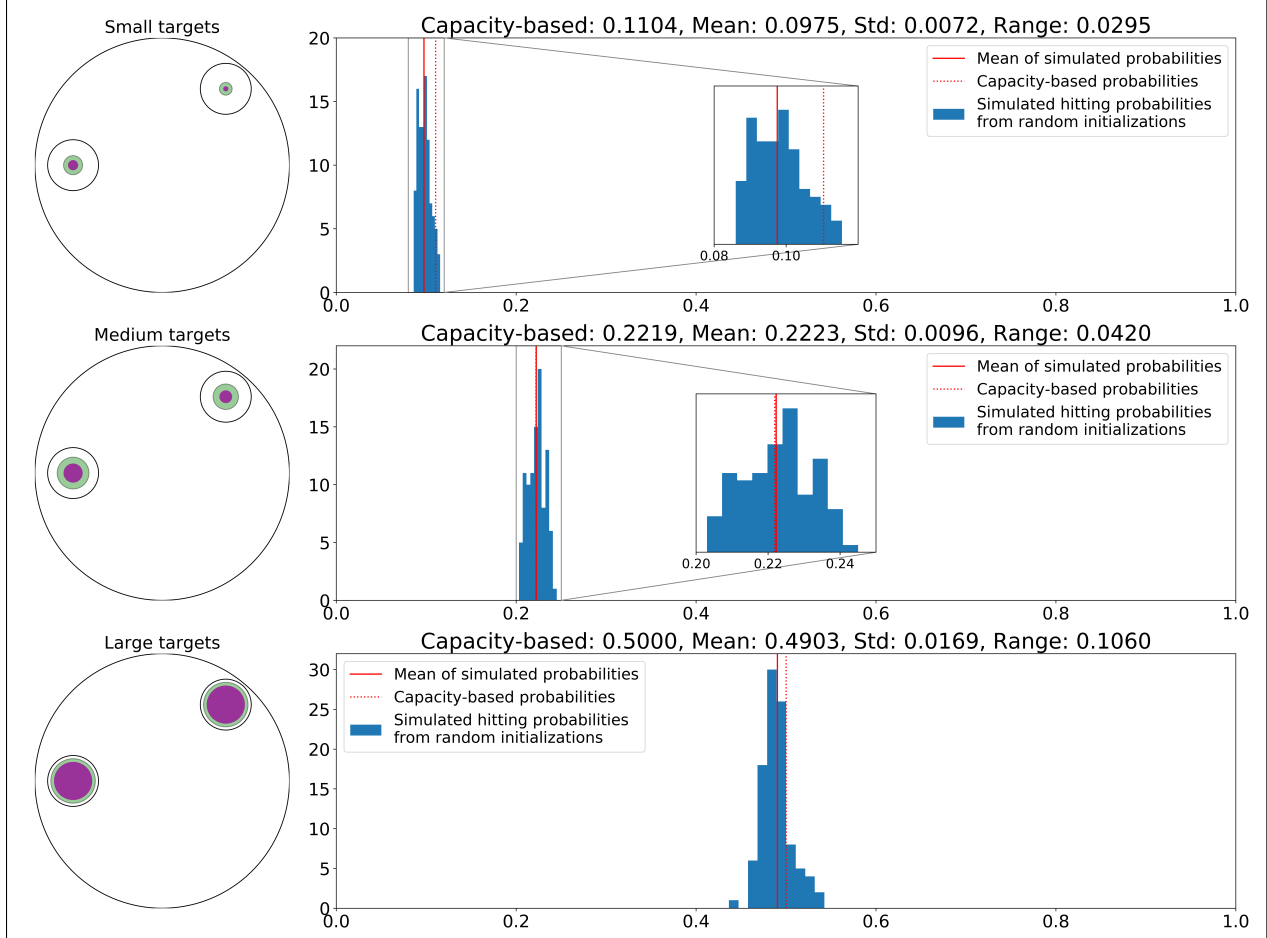 Small targets
Capacity-based: 0.1104, Mean: 0.0975, Std: 0.0072, Range: 0.0295
20
15
10
5
0
Mean of simulated probabilities
Capacity-based probabilities
Simulated hitting probabilities
from random initializations
0.08 0.10
0.0 0.2 0.4 0.6 0.8 1.0
Medium targets
Capacity-based: 0.2219, Mean: 0.2223, Std: 0.0096, Range: 0.0420
20
15
10
5
0
Mean of simulated probabilities
Capacity-based probabilities
Simulated hitting probabilities
from random initializations
0.20 0.22 0.24
0.0 0.2 0.4 0.6 0.8 1.0
Large targets
Capacity-based: 0.5000, Mean: 0.4903, Std: 0.0169, Range: 0.1060
30
25
20
15
10
5
0
Mean of simulated probabilities
Capacity-based probabilities
Simulated hitting probabilities
from random initializations
0.0 0.2 0.4 0.6 0.8 1.0